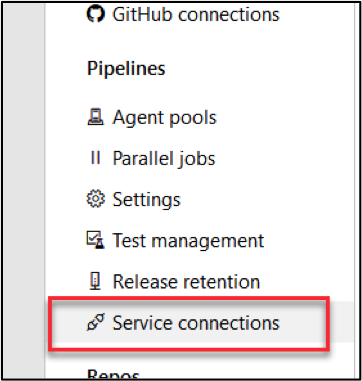 GitHub connections
Pipelines
Agent pools
Parallel jobs
Settings
Test management
Release retention
Service connections
Repos